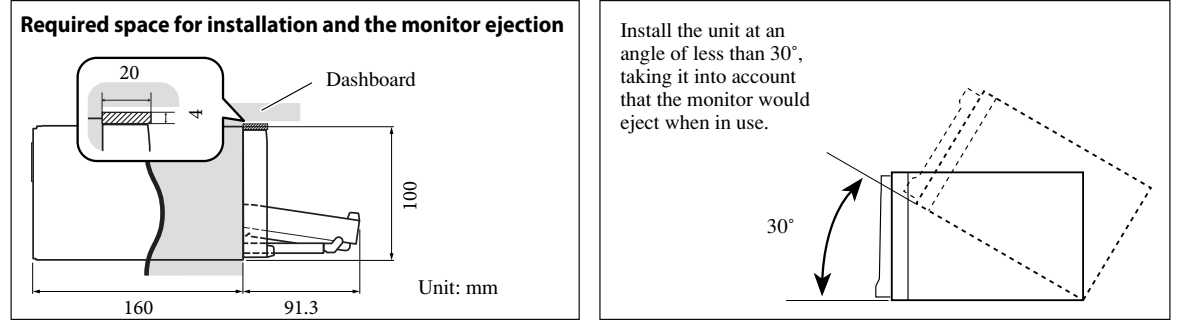 Required space for installation and the monitor ejection
20
Dashboard
4
100
Unit: mm
160
91.3
Install the unit at an
angle of less than 30˚,
taking it into account
that the monitor would
eject when in use.
30˚